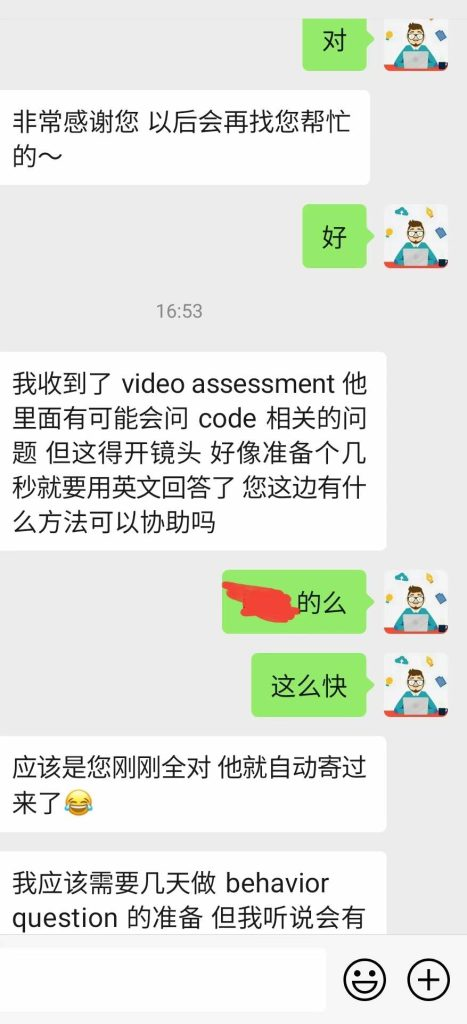 对
非常感谢您 以后会再找您帮忙
的～
好
16:53
我收到了 video assessment 他
里面有可能会问 code 相关的问
题 但这得开镜头 好像准备个几
秒就要用英文回答了 您这边有什
么方法可以协助吗
的么
这么快
应该是您刚刚全对 他就自动寄过
来了😂
我应该需要几天做 behavior
question 的准备 但我听说会有